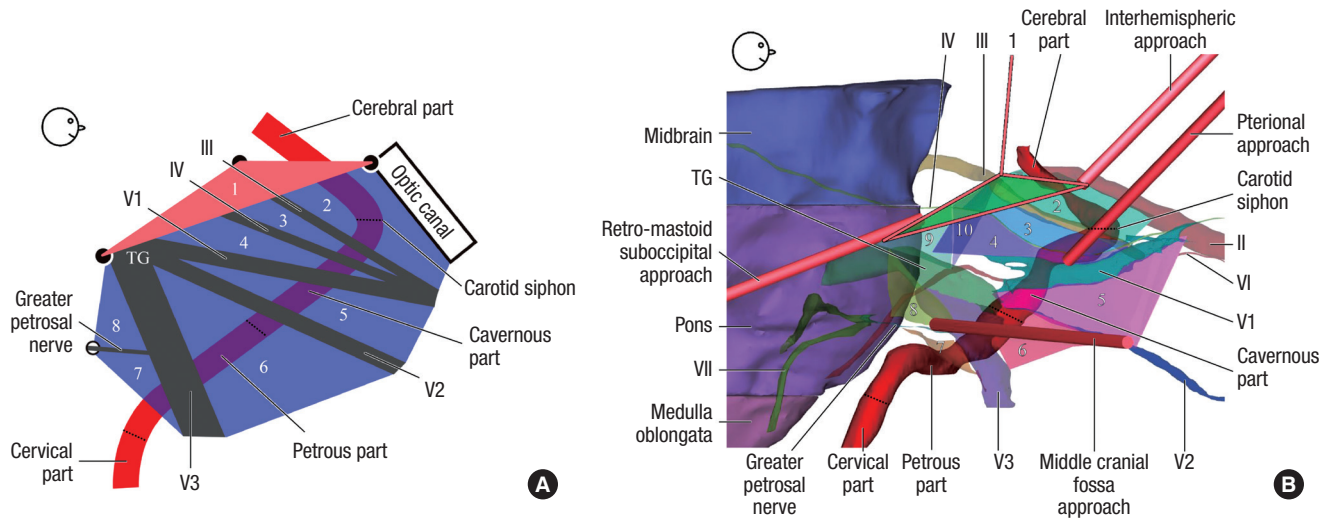 Cerebral part
III
IV
V1
1
2
3
4
TG
Optic canal
Greater
petrosal
nerve
8
7
5
6
Carotid siphon
Cavernous
part
V2
Petrous part
Cervical
part
V3
A
Cerebral
part
Interhemispheric
approach
IV
III
1
Midbrain
TG
Retro-mastoid
suboccipital
approach
Pons
VII
Medulla
oblongata
Pterional
approach
Carotid
siphon
II
VI
V1
Cavernous
part
2
3
4
10
9
5
8
7
6
Greater
petrosal nerve
Cervical
part
Petrous
part
V3
Middle cranial
fossa
approach
V2
B